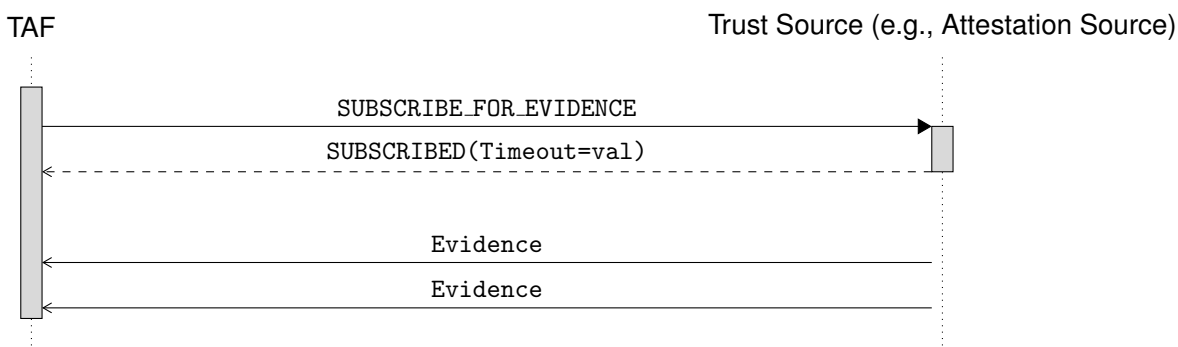 TAF
Trust Source (e.g., Attestation Source)
SUBSCRIBE_FOR_EVIDENCE
SUBSCRIBED(Timeout=val)
Evidence
Evidence